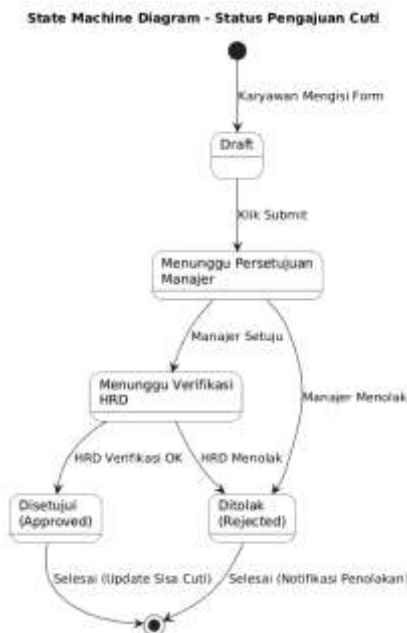 State Machine Diagram - Status Pengajuan Cuti
Karyawan Mengisi Form
Draft
Klik Submit
Menunggu Persetujuan
Manajer
Manajer Setuju
Menunggu Verifikasi
HRD
Manajer Menolak
HRD Verifikasi OK
HRD Menolak
Disetujui
(Approved)
Ditolak
(Rejected)
Selesai (Update Sisa Cuti)
Selesai (Notifikasi Penolakan)